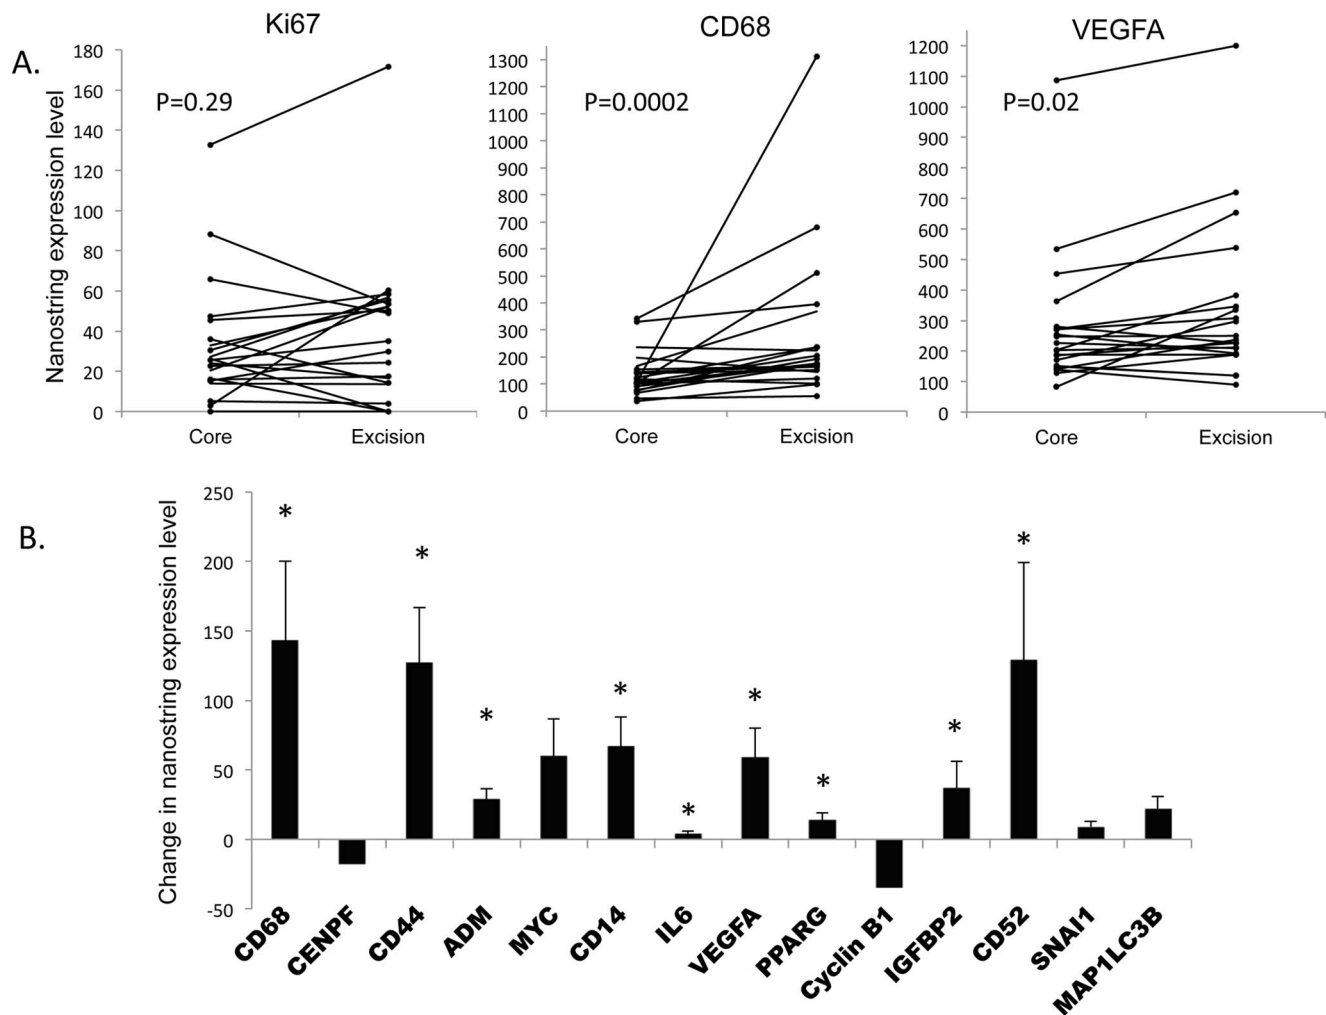 A.
Ki67
CD68
VEGFA
P=0.29
P=0.0002
P=0.02
Nanostring expression level
180
160
140
120
100
80
60
40
20
0
Core
Excision
1300
1200
1100
1000
900
800
700
600
500
400
300
200
100
0
Core
Excision
1200
1100
1000
900
800
700
600
500
400
300
200
100
0
Core
Excision
B.
Change in nanostring expression level
250
200
150
100
50
0
-50
*
*
*
*
*
*
*
*
*
CD68
CENPF
CD44
ADM
MYC
CD14
IL6
VEGFA
PPARG
Cyclin B1
IGFBP2
CD52
SNAI1
MAP1LC3B